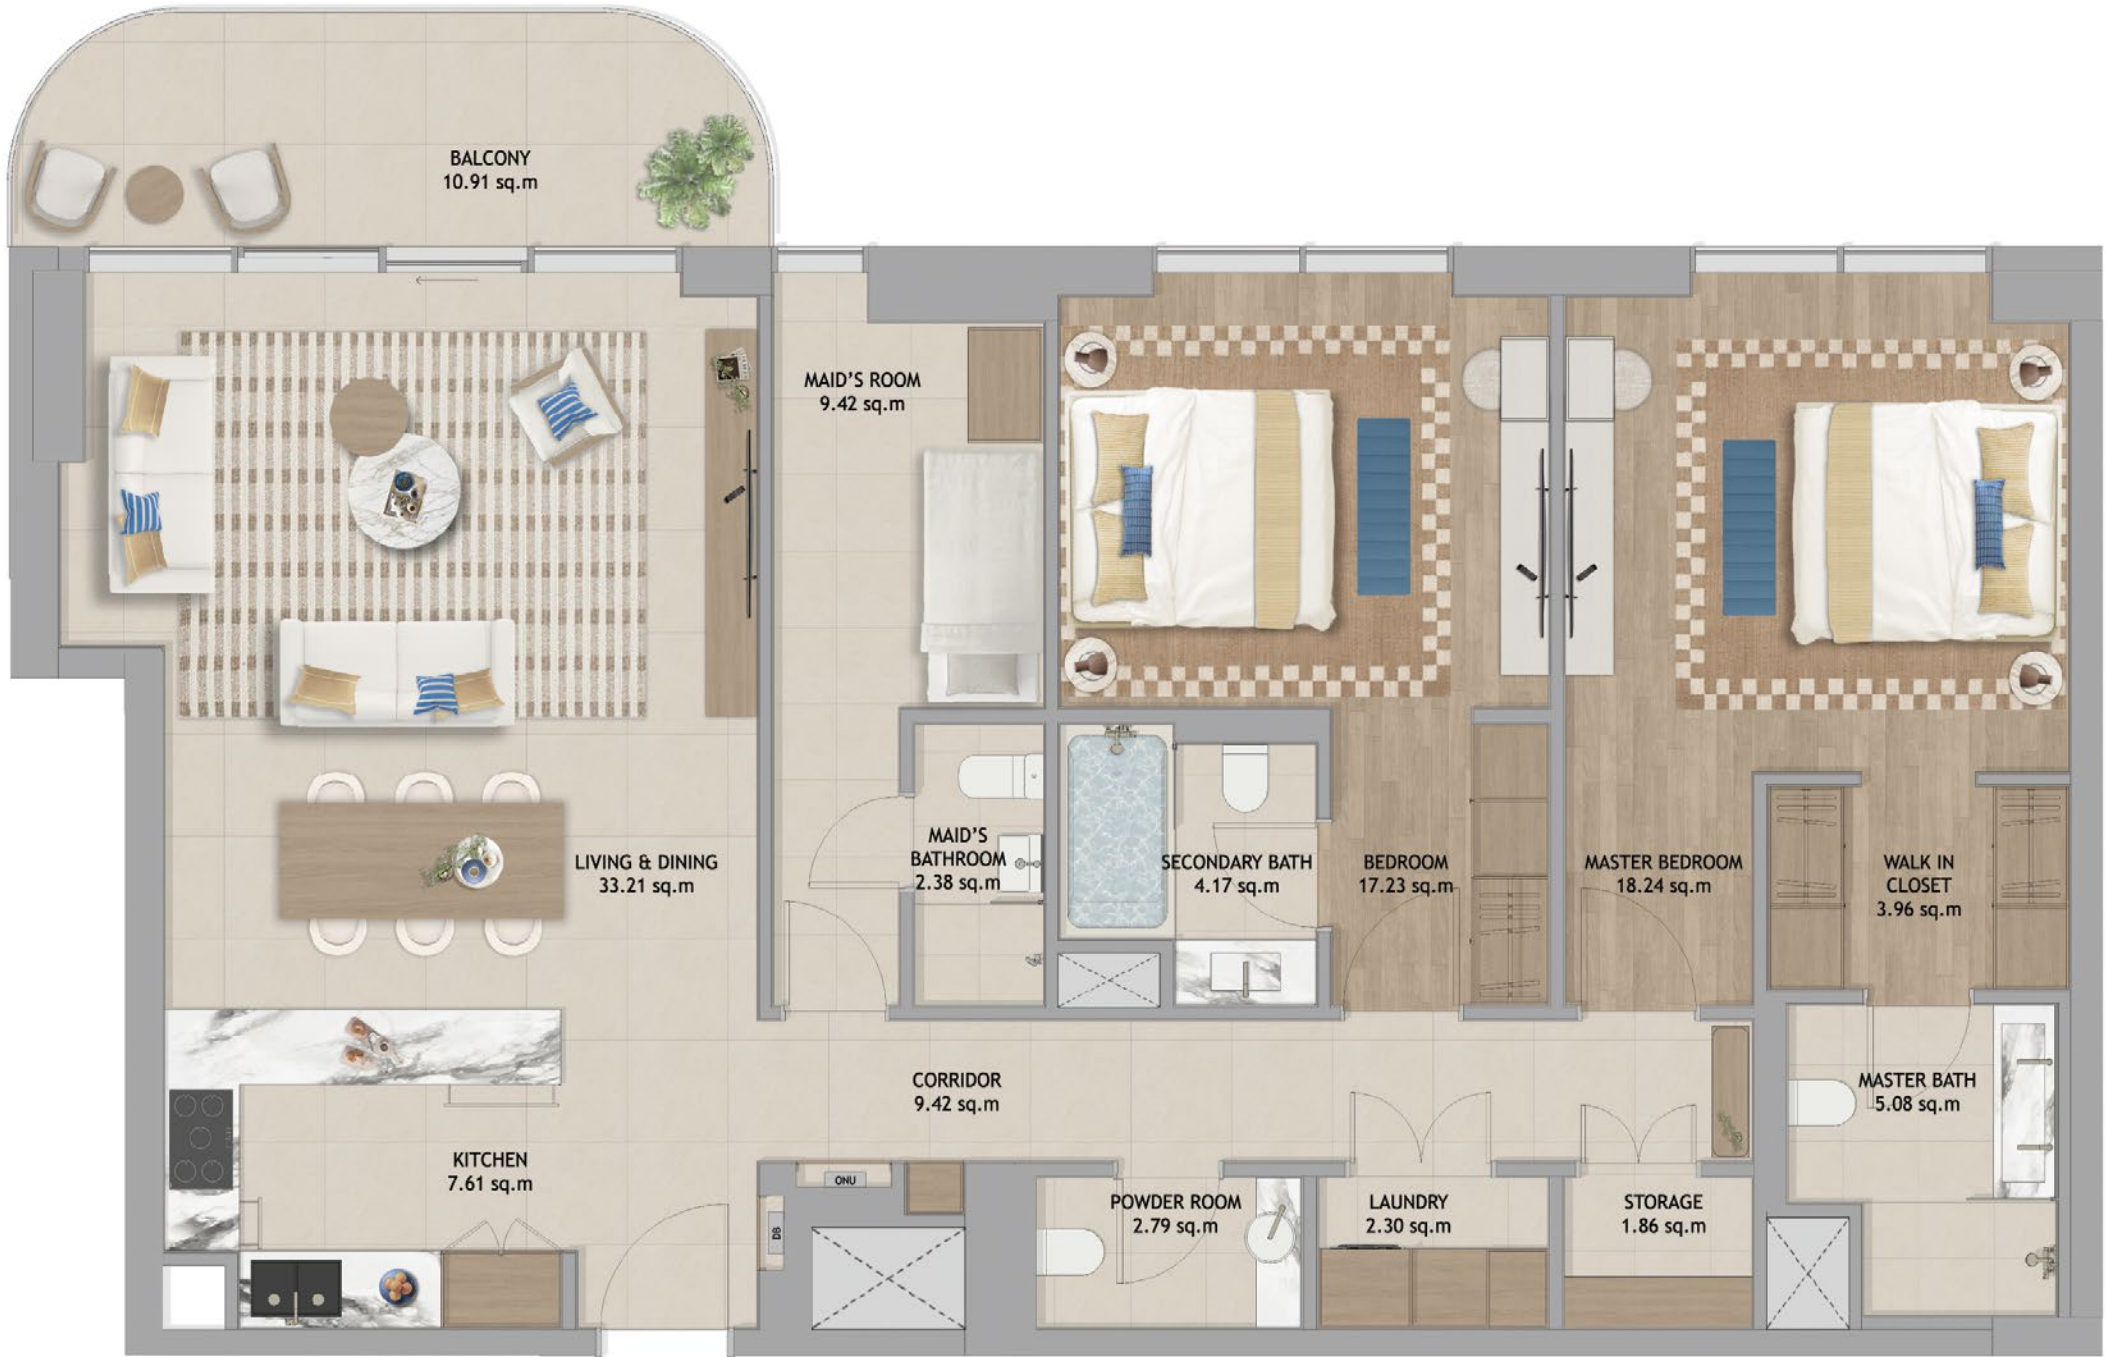 BALCONY
10.91 sq.m
MAID'S ROOM
9.42 sq.m
LIVING & DINING
33.21 sq.m
MAID'S
BATHROOM
2.38 sq.m
SECONDARY BATH
4.17 sq.m
BEDROOM
17.23 sq.m
MASTER BEDROOM
18.24 sq.m
WALK IN
CLOSET
3.96 sq.m
CORRIDOR
9.42 sq.m
MASTER BATH
5.08 sq.m
KITCHEN
7.61 sq.m
ONU
DB
POWDER ROOM
2.79 sq.m
LAUNDRY
2.30 sq.m
STORAGE
1.86 sq.m